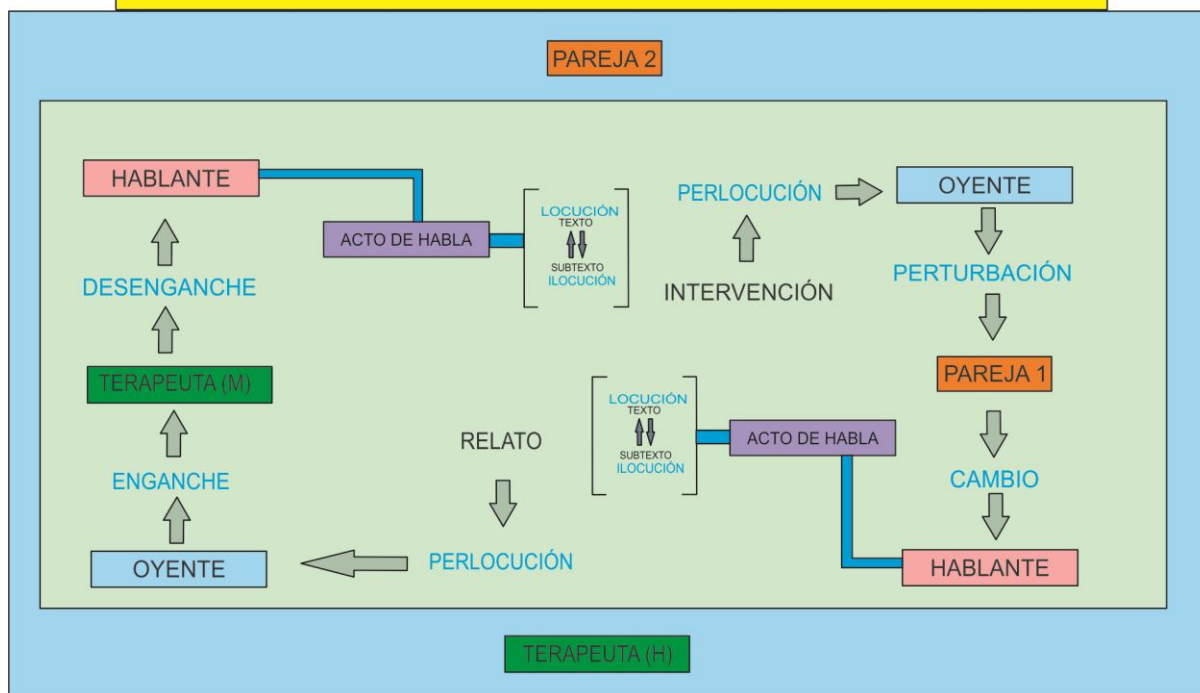 PAREJA 2
HABLANTE
ACTO DE HABLA
LOCUCIÓN
TEXTO
SUBTEXTO
ILOCUCIÓN
PERLOCUCIÓN
OYENTE
DESENGANCHE
INTERVENCIÓN
PERTURBACIÓN
TERAPEUTA (M)
PAREJA 1
RELATO
LOCUCIÓN
TEXTO
SUBTEXTO
ILOCUCIÓN
ACTO DE HABLA
ENGANCHE
CAMBIO
OYENTE
PERLOCUCIÓN
HABLANTE
TERAPEUTA (H)